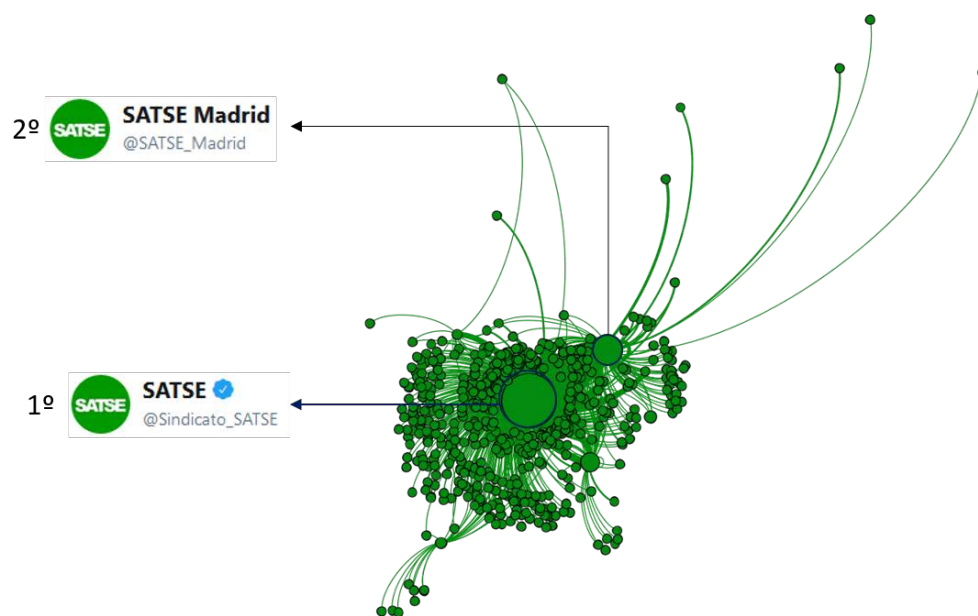 2º
SATSE
SATSE Madrid
@SATSE_Madrid
1º
SATSE
SATSE
@Sindicato_SATSE